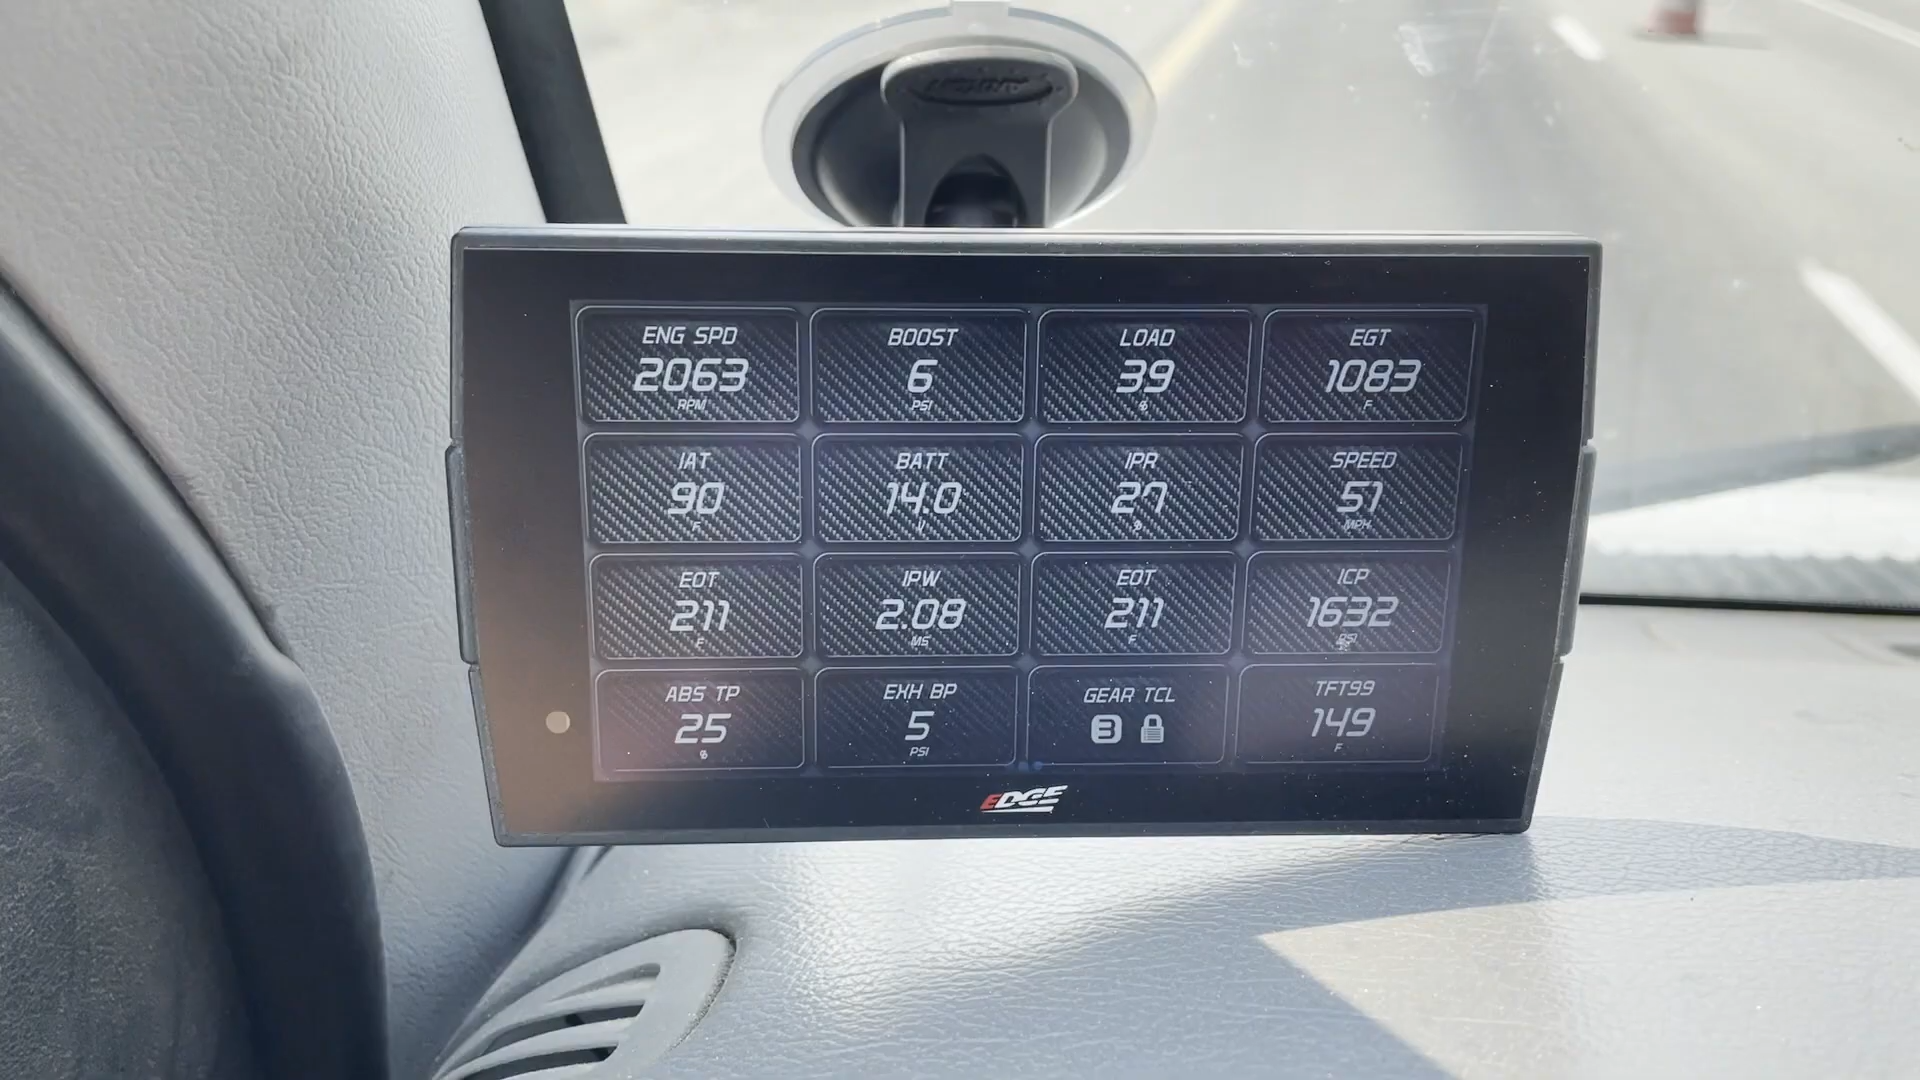 ENG SPD BOOST LOAD EGT
2063 6 39 1083
RPM PSI % F
IAT BATT IPR SPEED
90 14.0 27 51
F V % MPH
EOT IPW EOT ICP
211 2.08 211 1632
F MS F PSI
ABS TP EXH BP GEAR TCL TFT99
25 5 3 149
% PSI F
EDGE